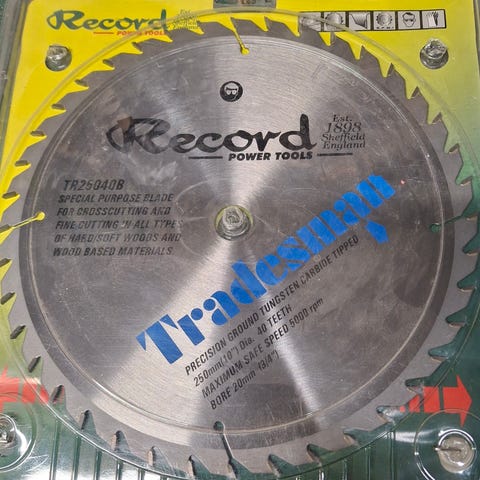 Record
POWER TOOLS
Record
POWER TOOLS
Est.
1898
Sheffield
England
TR25040B
SPECIAL PURPOSE BLADE
FOR CROSSCUTTING AND
FINE CUTTING IN ALL TYPES
OF HARD/SOFT WOODS AND
WOOD BASED MATERIALS.
Tradesman
PRECISION GROUND TUNGSTEN CARBIDE TIPPED
250mm(10") Dia. 40 TEETH
MAXIMUM SAFE SPEED 5000 rpm
BORE 20mm (3/4")